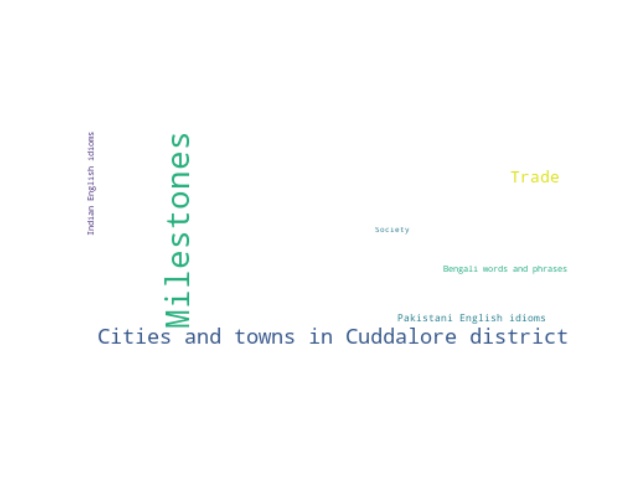 Indian English idioms
Milestones
Trade
Society
Bengali words and phrases
Pakistani English idioms
Cities and towns in Cuddalore district